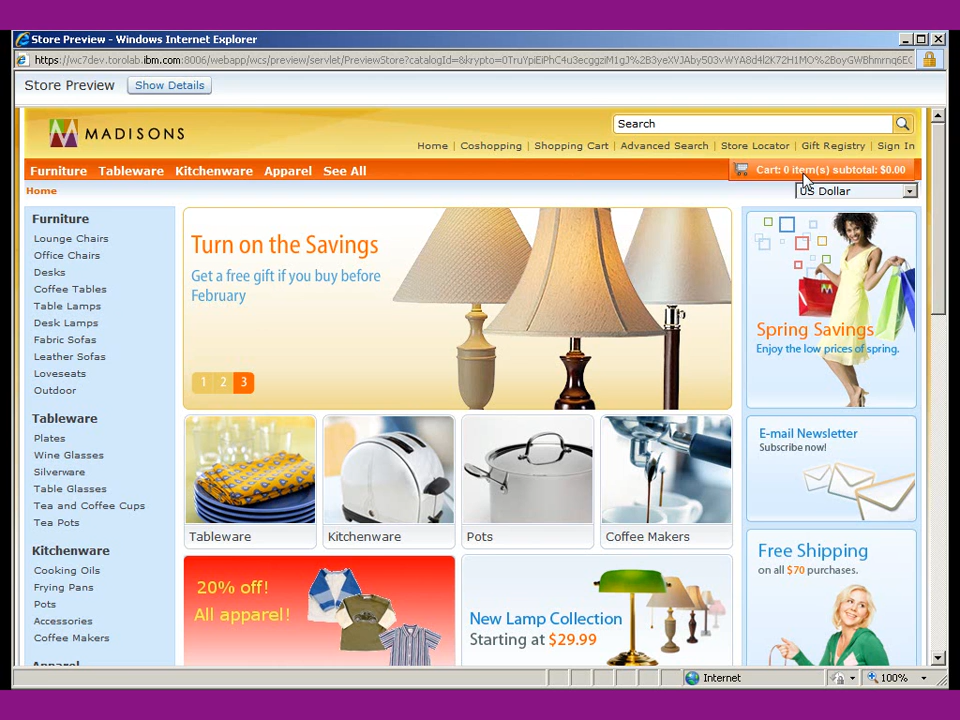 Store Preview - Windows Internet Explorer
Store Preview
Show Details
MADISONS
Search
Home | Coshopping | Shopping Cart | Advanced Search | Store Locator | Gift Registry | Sign In
Furniture Tableware Kitchenware Apparel See All
Cart: 0 item(s) subtotal: $0.00
Home
US Dollar
Furniture
Lounge Chairs
Office Chairs
Desks
Coffee Tables
Table Lamps
Desk Lamps
Fabric Sofas
Leather Sofas
Loveseats
Outdoor
Tableware
Plates
Wine Glasses
Silverware
Table Glasses
Tea and Coffee Cups
Tea Pots
Kitchenware
Cooking Oils
Frying Pans
Pots
Accessories
Coffee Makers
Apparel
Turn on the Savings
Get a free gift if you buy before
February
1 2 3
Tableware
Kitchenware
Pots
Coffee Makers
20% off!
All apparel!
New Lamp Collection
Starting at $29.99
Spring Savings
Enjoy the low prices of spring.
E-mail Newsletter
Subscribe now!
Free Shipping
on all $70 purchases.
Internet
100%